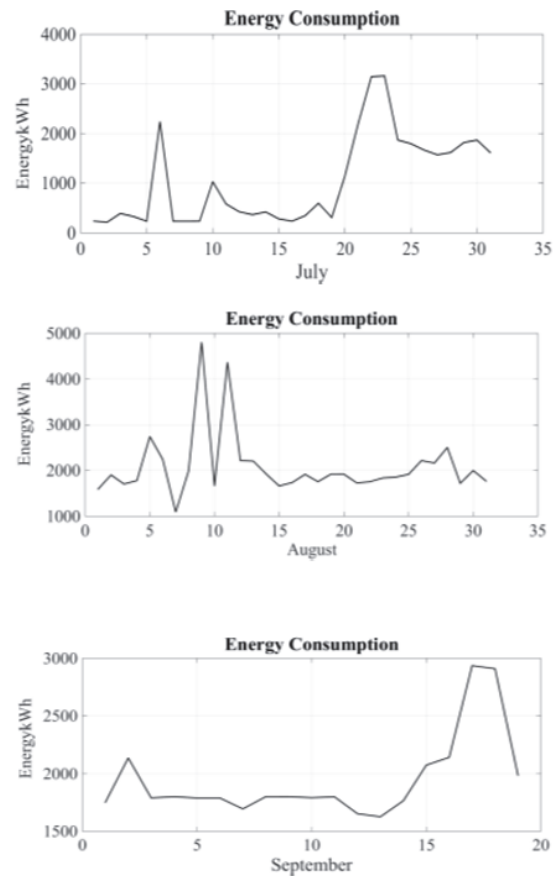 Energy Consumption
4000
3000
2000
1000
0
EnergykWh
0 5 10 15 20 25 30 35
July
Energy Consumption
5000
4000
3000
2000
1000
EnergykWh
0 5 10 15 20 25 30 35
August
Energy Consumption
3000
2500
2000
1500
EnergykWh
0 5 10 15 20
September